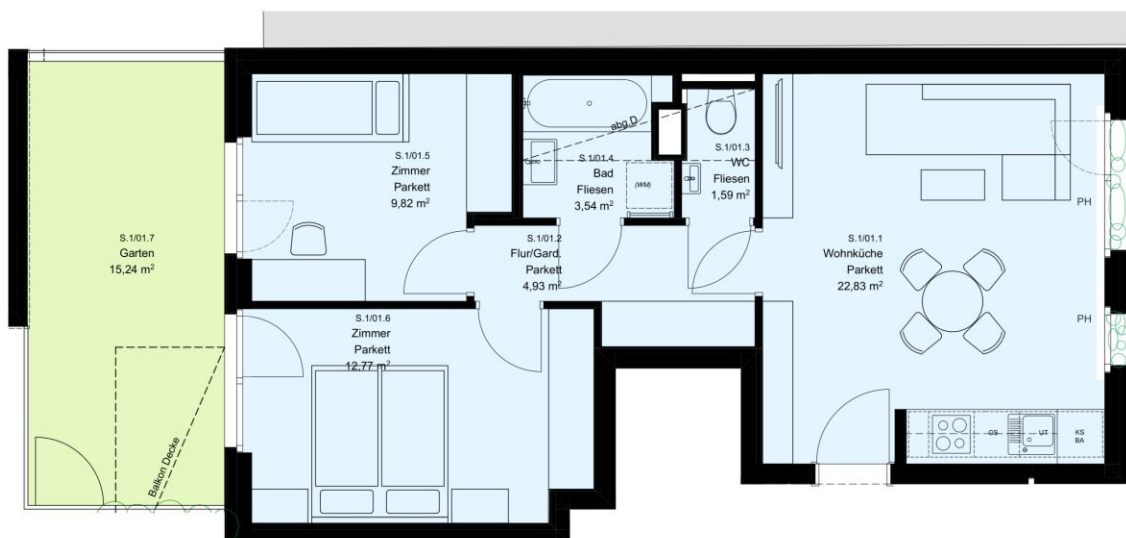 abg.D
S.1/01.5
Zimmer
Parkett
9,82 m²
S.1/01.4
Bad
Fliesen
3,54 m²
(WM)
S.1/01.3
WC
Fliesen
1,59 m²
S.1/01.7
Garten
15,24 m²
S.1/01.2
Flur/Gard.
Parkett
4,93 m²
S.1/01.1
Wohnküche
Parkett
22,83 m²
PH
PH
S.1/01.6
Zimmer
Parkett
12,77 m²
Balkon Decke
GS
UT
KS
BA